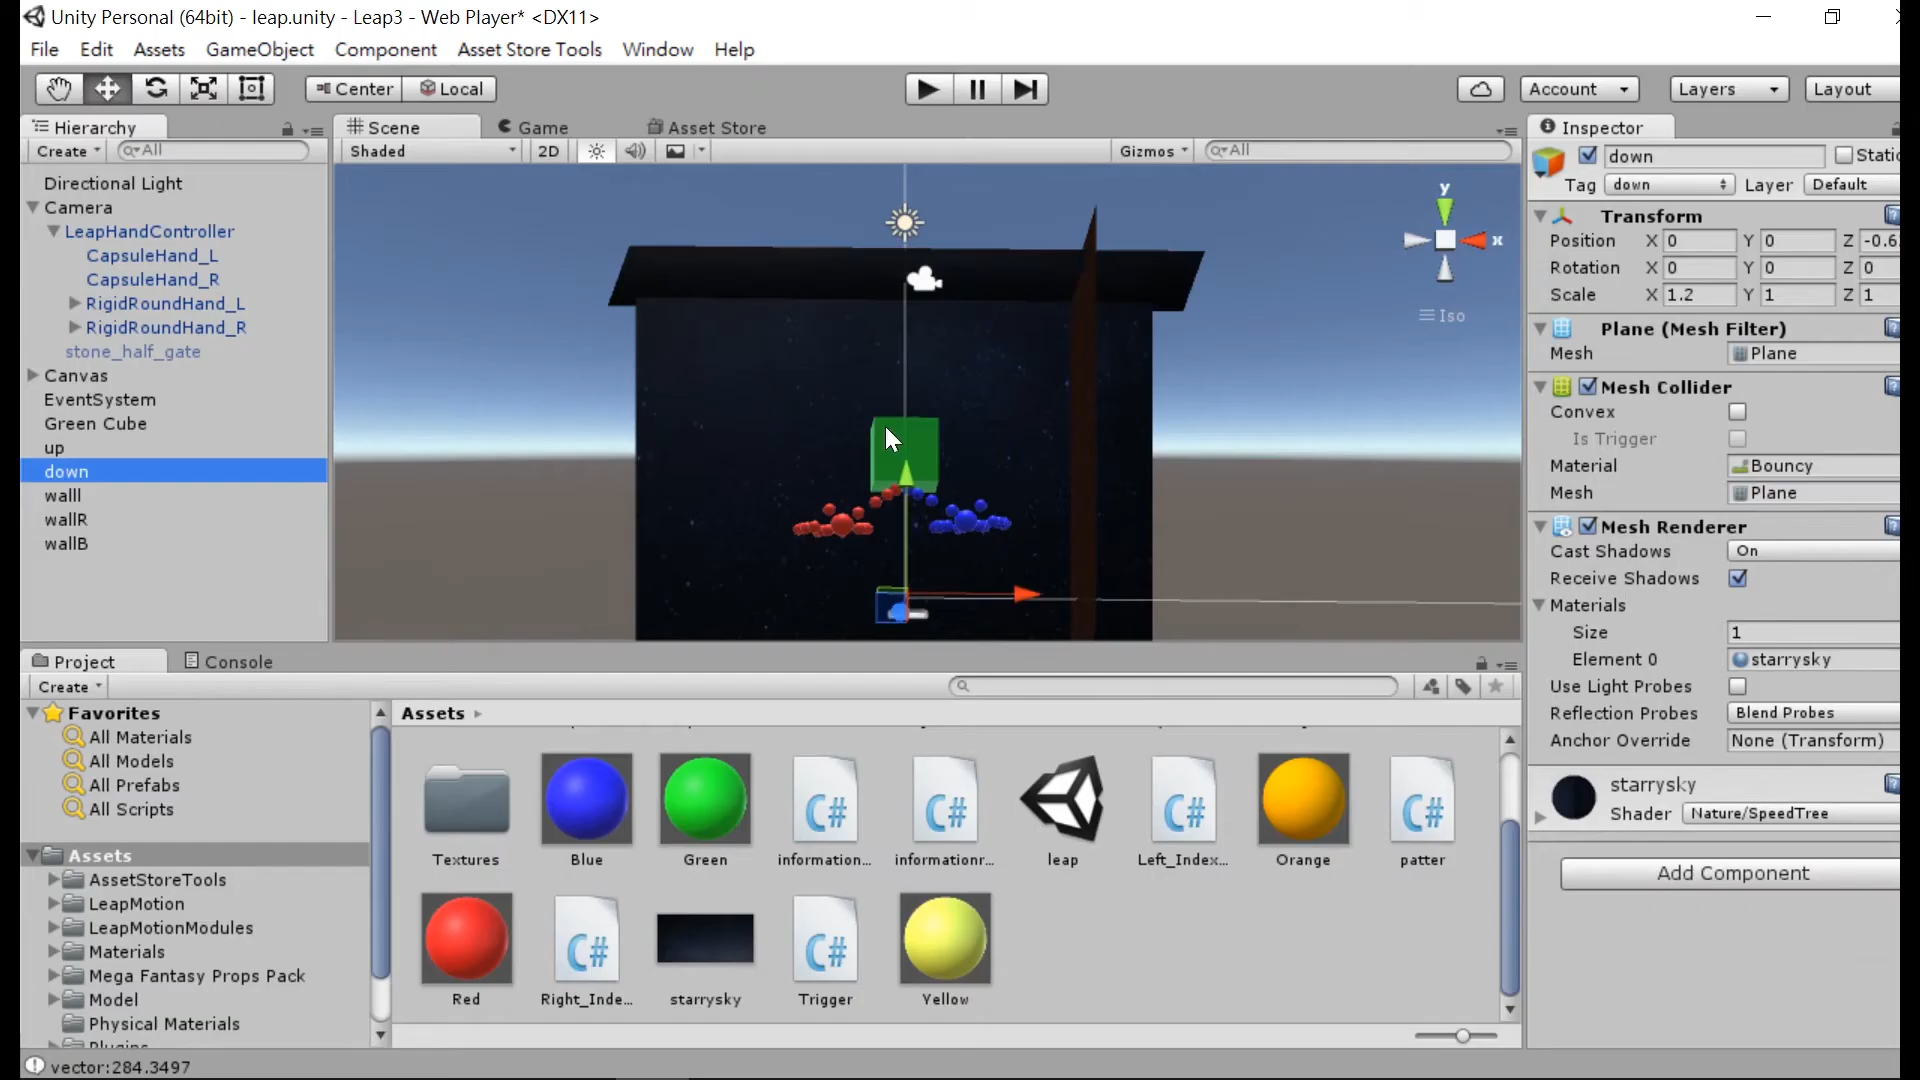 Unity Personal (64bit) - leap.unity - Leap3 - Web Player* <DX11>
File Edit Assets GameObject Component Asset Store Tools Window Help
Center Local Account Layers Layout
Hierarchy
Create All
Directional Light
Camera
LeapHandController
CapsuleHand_L
CapsuleHand_R
RigidRoundHand_L
RigidRoundHand_R
stone_half_gate
Canvas
EventSystem
Green Cube
up
down
walll
wallR
wallB
Scene Game Asset Store
Shaded 2D Gizmos All
y
x
Iso
Inspector
down Static
Tag down Layer Default
Transform
Position X 0 Y 0 Z -0.6
Rotation X 0 Y 0 Z 0
Scale X 1.2 Y 1 Z 1
Plane (Mesh Filter)
Mesh Plane
Mesh Collider
Convex
Is Trigger
Material Bouncy
Mesh Plane
Mesh Renderer
Cast Shadows On
Receive Shadows
Materials
Size 1
Element 0 starrysky
Use Light Probes
Reflection Probes Blend Probes
Anchor Override None (Transform)
starrysky
Shader Nature/SpeedTree
Add Component
Project Console
Create
Favorites
All Materials
All Models
All Prefabs
All Scripts
Assets
AssetStoreTools
LeapMotion
LeapMotionModules
Materials
Mega Fantasy Props Pack
Model
Physical Materials
Plugins
Assets
C# C# C# C#
Textures Blue Green information... informationr... leap Left_Index... Orange patter
C# C#
Red Right_Inde... starrysky Trigger Yellow
vector:284.3497